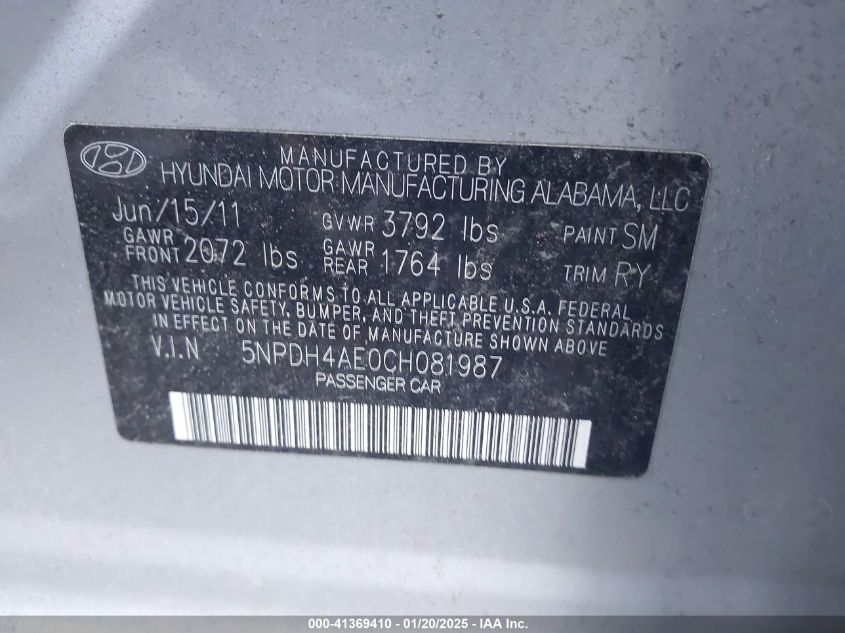 MANUFACTURED BY
HYUNDAI MOTOR MANUFACTURING ALABAMA, LLC
Jun/15/11 GVWR 3792 lbs PAINT SM
GAWR FRONT 2072 lbs GAWR REAR 1764 lbs TRIM RY
THIS VEHICLE CONFORMS TO ALL APPLICABLE U.S.A. FEDERAL
MOTOR VEHICLE SAFETY, BUMPER, AND THEFT PREVENTION STANDARDS
IN EFFECT ON THE DATE OF MANUFACTURE SHOWN ABOVE
V.I.N 5NPDH4AE0CH081987
PASSENGER CAR
000-41369410 - 01/20/2025 - IAA Inc.